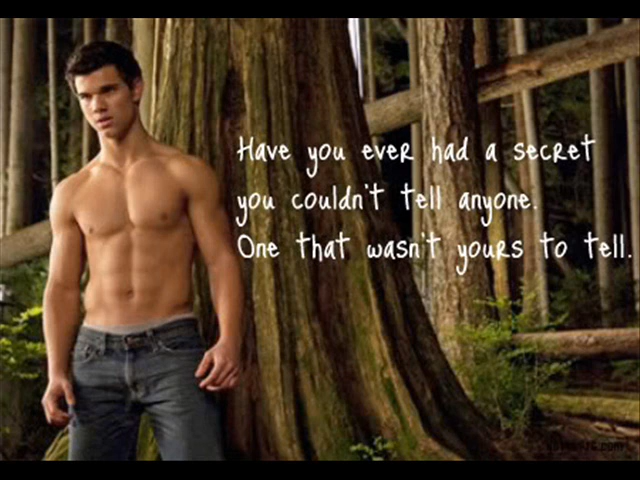 Have you ever had a secret
you couldn't tell anyone.
One that wasn't yours to tell.